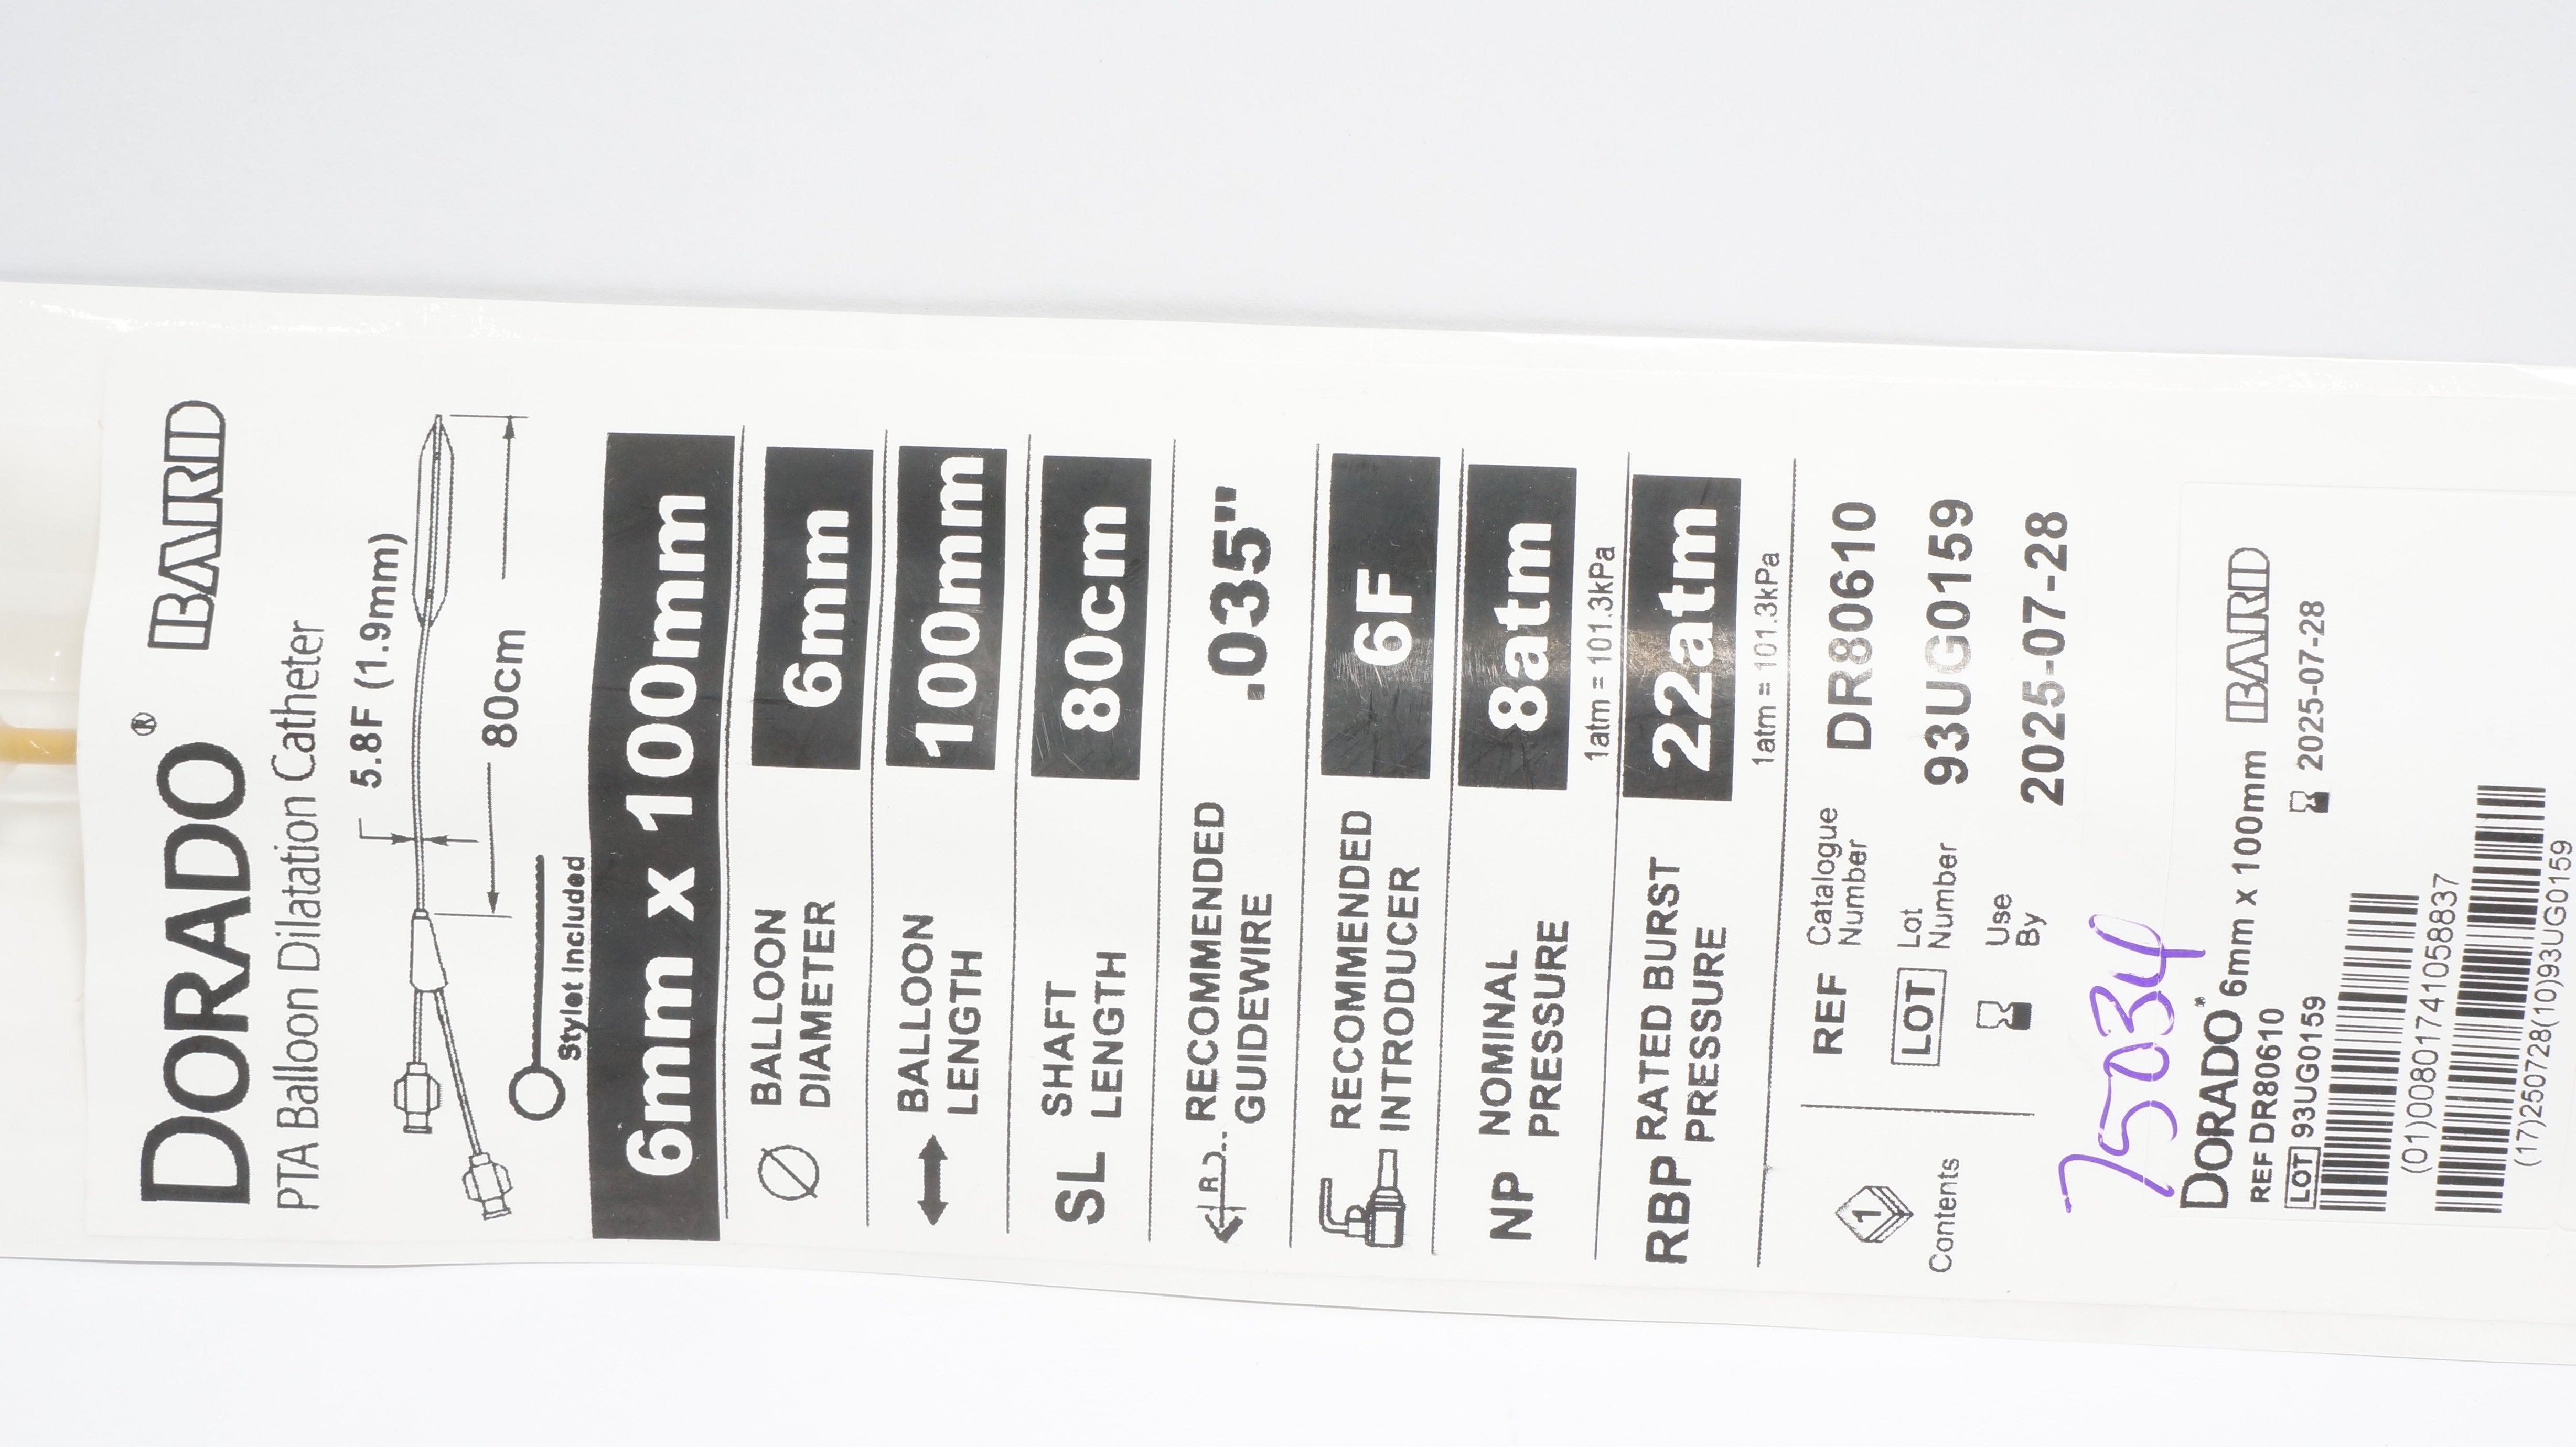 DORADO® BARD
PTA Balloon Dilatation Catheter
5.8F (1.9mm)
80cm
Stylet Included
6mm x 100mm
BALLOON DIAMETER 6mm
BALLOON LENGTH 100mm
SL SHAFT LENGTH 80cm
RECOMMENDED GUIDEWIRE .035"
RECOMMENDED INTRODUCER 6F
NP NOMINAL PRESSURE 8atm
1atm = 101.3kPa
RBP RATED BURST PRESSURE 22atm
1atm = 101.3kPa
1 Contents
REF Catalogue Number DR80610
LOT Lot Number 93UG0159
Use By 2025-07-28
75034
DORADO® 6mm x 100mm BARD
REF DR80610
LOT 93UG0159 2025-07-28
(01)00801741058837
(17)250728(10)93UG0159